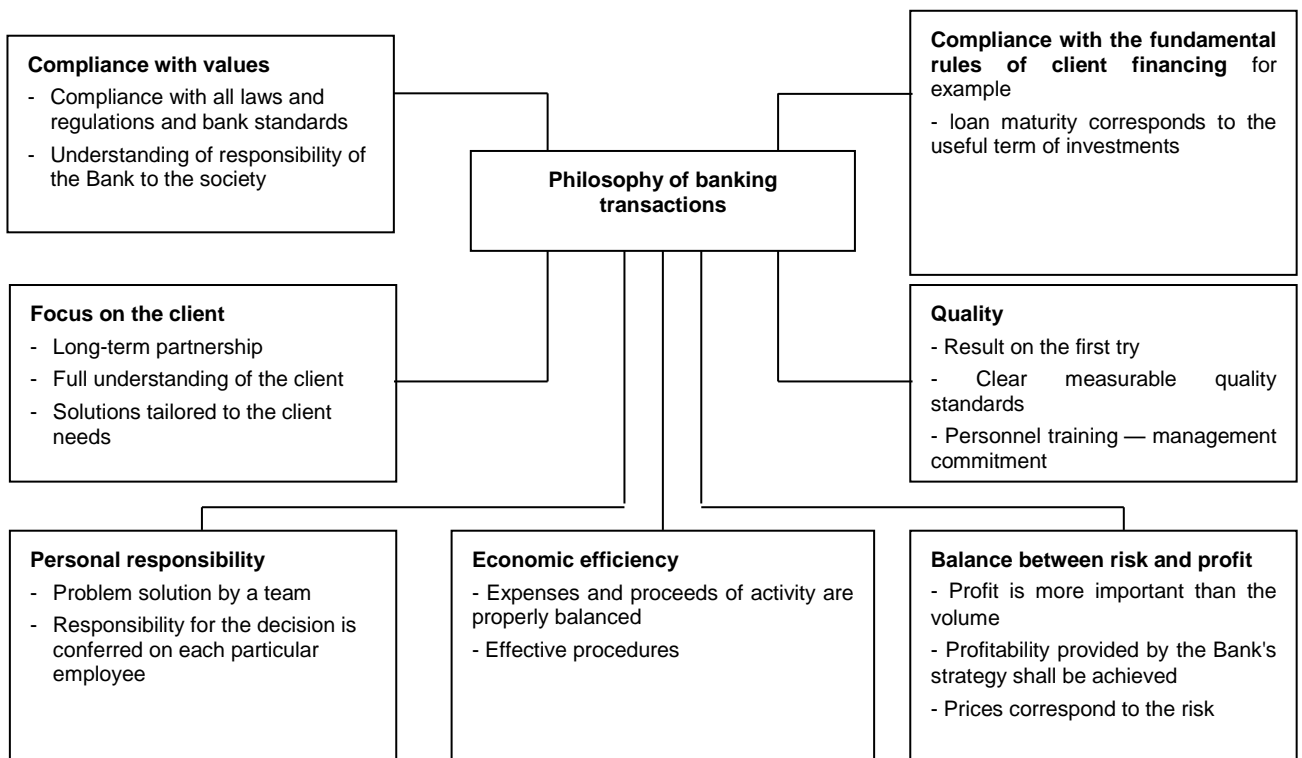 Compliance with values
- Compliance with all laws and
regulations and bank standards
- Understanding of responsibility of
the Bank to the society
Compliance with the fundamental
rules of client financing for
example
- loan maturity corresponds to the
useful term of investments
Philosophy of banking
transactions
Focus on the client
- Long-term partnership
- Full understanding of the client
- Solutions tailored to the client
needs
Quality
- Result on the first try
- Clear measurable quality
standards
- Personnel training — management
commitment
Personal responsibility
- Problem solution by a team
- Responsibility for the decision is
conferred on each particular
employee
Economic efficiency
- Expenses and proceeds of activity are
properly balanced
- Effective procedures
Balance between risk and profit
- Profit is more important than the
volume
- Profitability provided by the Bank's
strategy shall be achieved
- Prices correspond to the risk